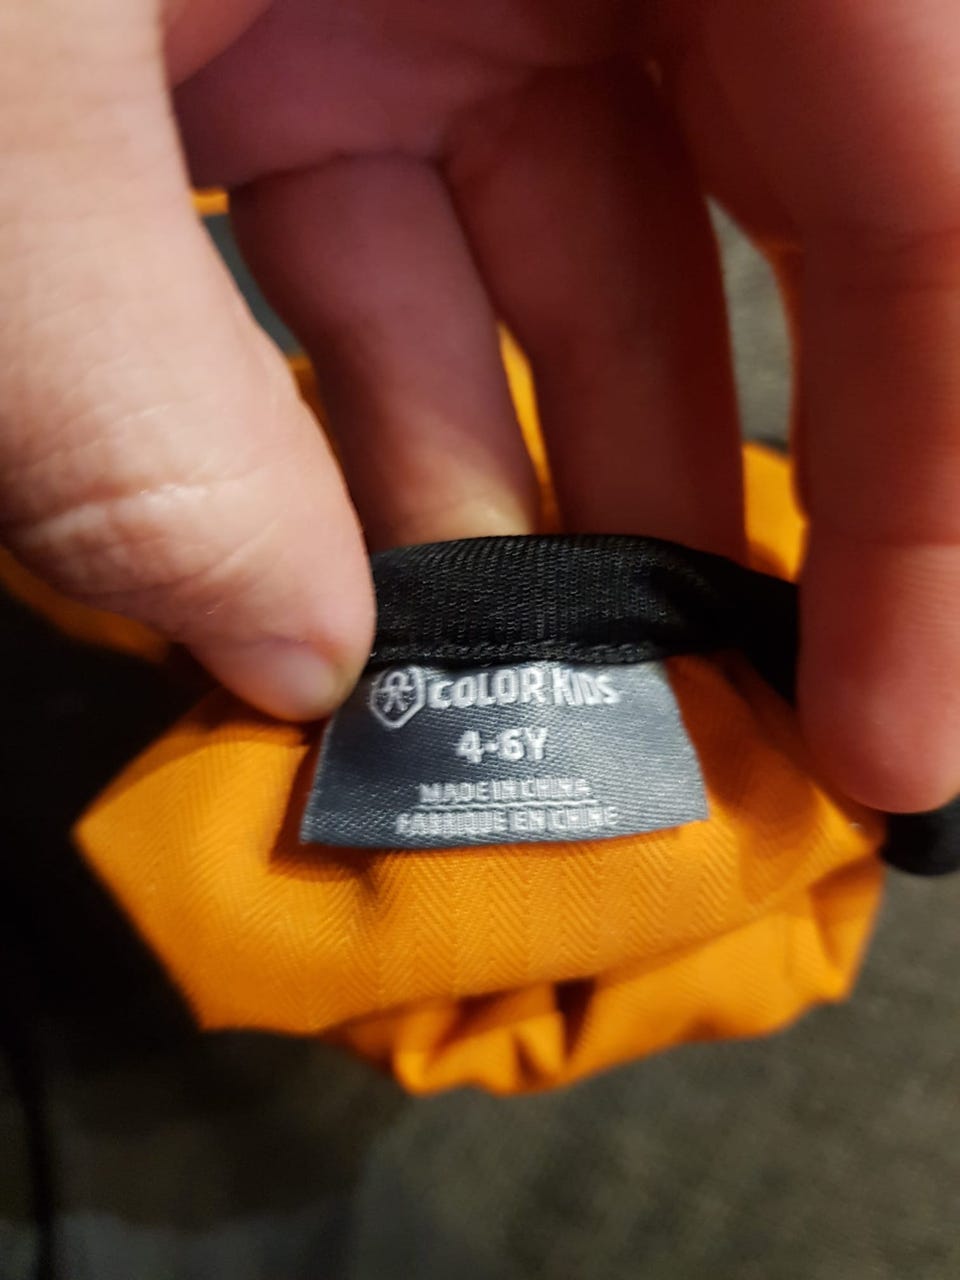 COLOR KIDS
4-6Y
MADE IN CHINA
FABRIQUE EN CHINE